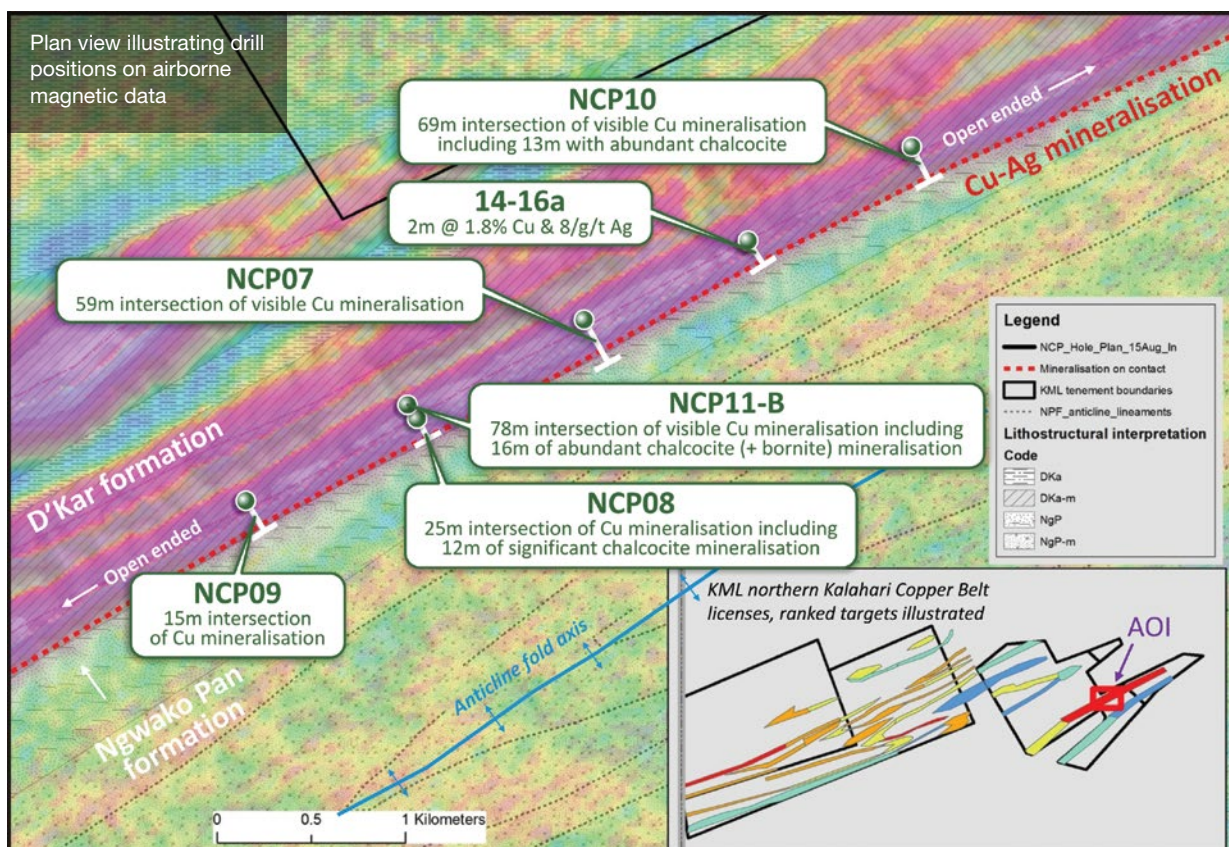 Plan view illustrating drill
positions on airborne
magnetic data
NCP10
69m intersection of visible Cu mineralisation
including 13m with abundant chalcocite
Open ended
Cu-Ag mineralisation
14-16a
2m @ 1.8% Cu & 8/g/t Ag
NCP07
59m intersection of visible Cu mineralisation
Legend
NCP_Hole_Plan_15Aug_ln
Mineralisation on contact
KML tenement boundaries
NPF_anticline_lineaments
Lithostructural interpretation
Code
DKa
DKa-m
NgP
NgP-m
NCP11-B
78m intersection of visible Cu mineralisation including
16m of abundant chalcocite (+ bornite) mineralisation
D'Kar formation
NCP08
25m intersection of Cu mineralisation including
12m of significant chalcocite mineralisation
Open ended
NCP09
15m intersection
of Cu mineralisation
Ngwako Pan
formation
Anticline fold axis
KML northern Kalahari Copper Belt
licenses, ranked targets illustrated
AOI
0 0.5 1 Kilometers